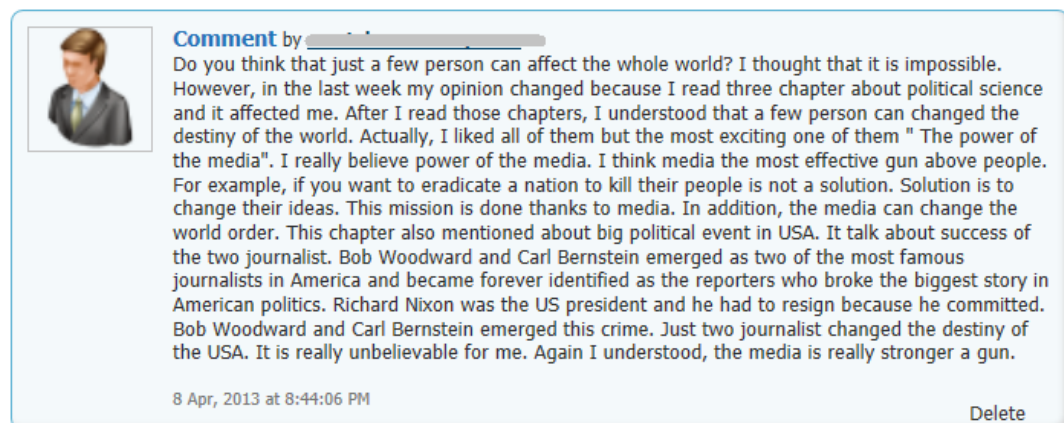 Comment by
Do you think that just a few person can affect the whole world? I thought that it is impossible.
However, in the last week my opinion changed because I read three chapter about political science
and it affected me. After I read those chapters, I understood that a few person can changed the
destiny of the world. Actually, I liked all of them but the most exciting one of them " The power of
the media". I really believe power of the media. I think media the most effective gun above people.
For example, if you want to eradicate a nation to kill their people is not a solution. Solution is to
change their ideas. This mission is done thanks to media. In addition, the media can change the
world order. This chapter also mentioned about big political event in USA. It talk about success of
the two journalist. Bob Woodward and Carl Bernstein emerged as two of the most famous
journalists in America and became forever identified as the reporters who broke the biggest story in
American politics. Richard Nixon was the US president and he had to resign because he committed.
Bob Woodward and Carl Bernstein emerged this crime. Just two journalist changed the destiny of
the USA. It is really unbelievable for me. Again I understood, the media is really stronger a gun.
8 Apr, 2013 at 8:44:06 PM
Delete